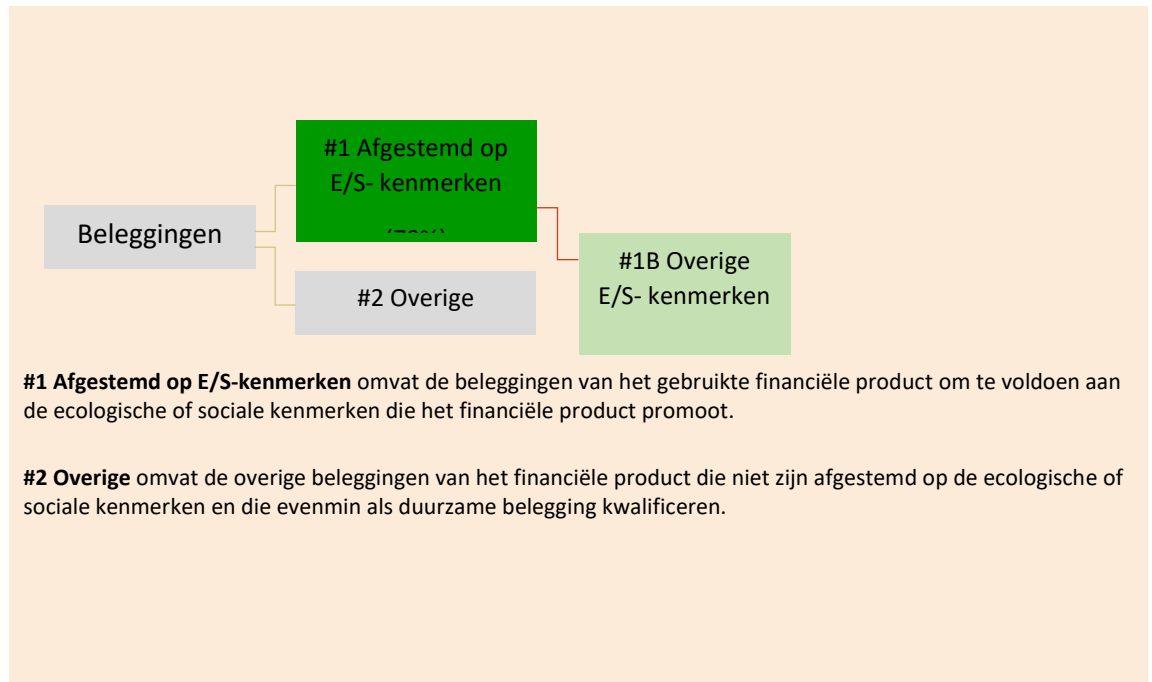 #1 Afgestemd op
E/S- kenmerken
Beleggingen
#2 Overige
#1B Overige
E/S- kenmerken
#1 Afgestemd op E/S-kenmerken omvat de beleggingen van het gebruikte financiële product om te voldoen aan
de ecologische of sociale kenmerken die het financiële product promoot.
#2 Overige omvat de overige beleggingen van het financiële product die niet zijn afgestemd op de ecologische of
sociale kenmerken en die evenmin als duurzame belegging kwalificeren.